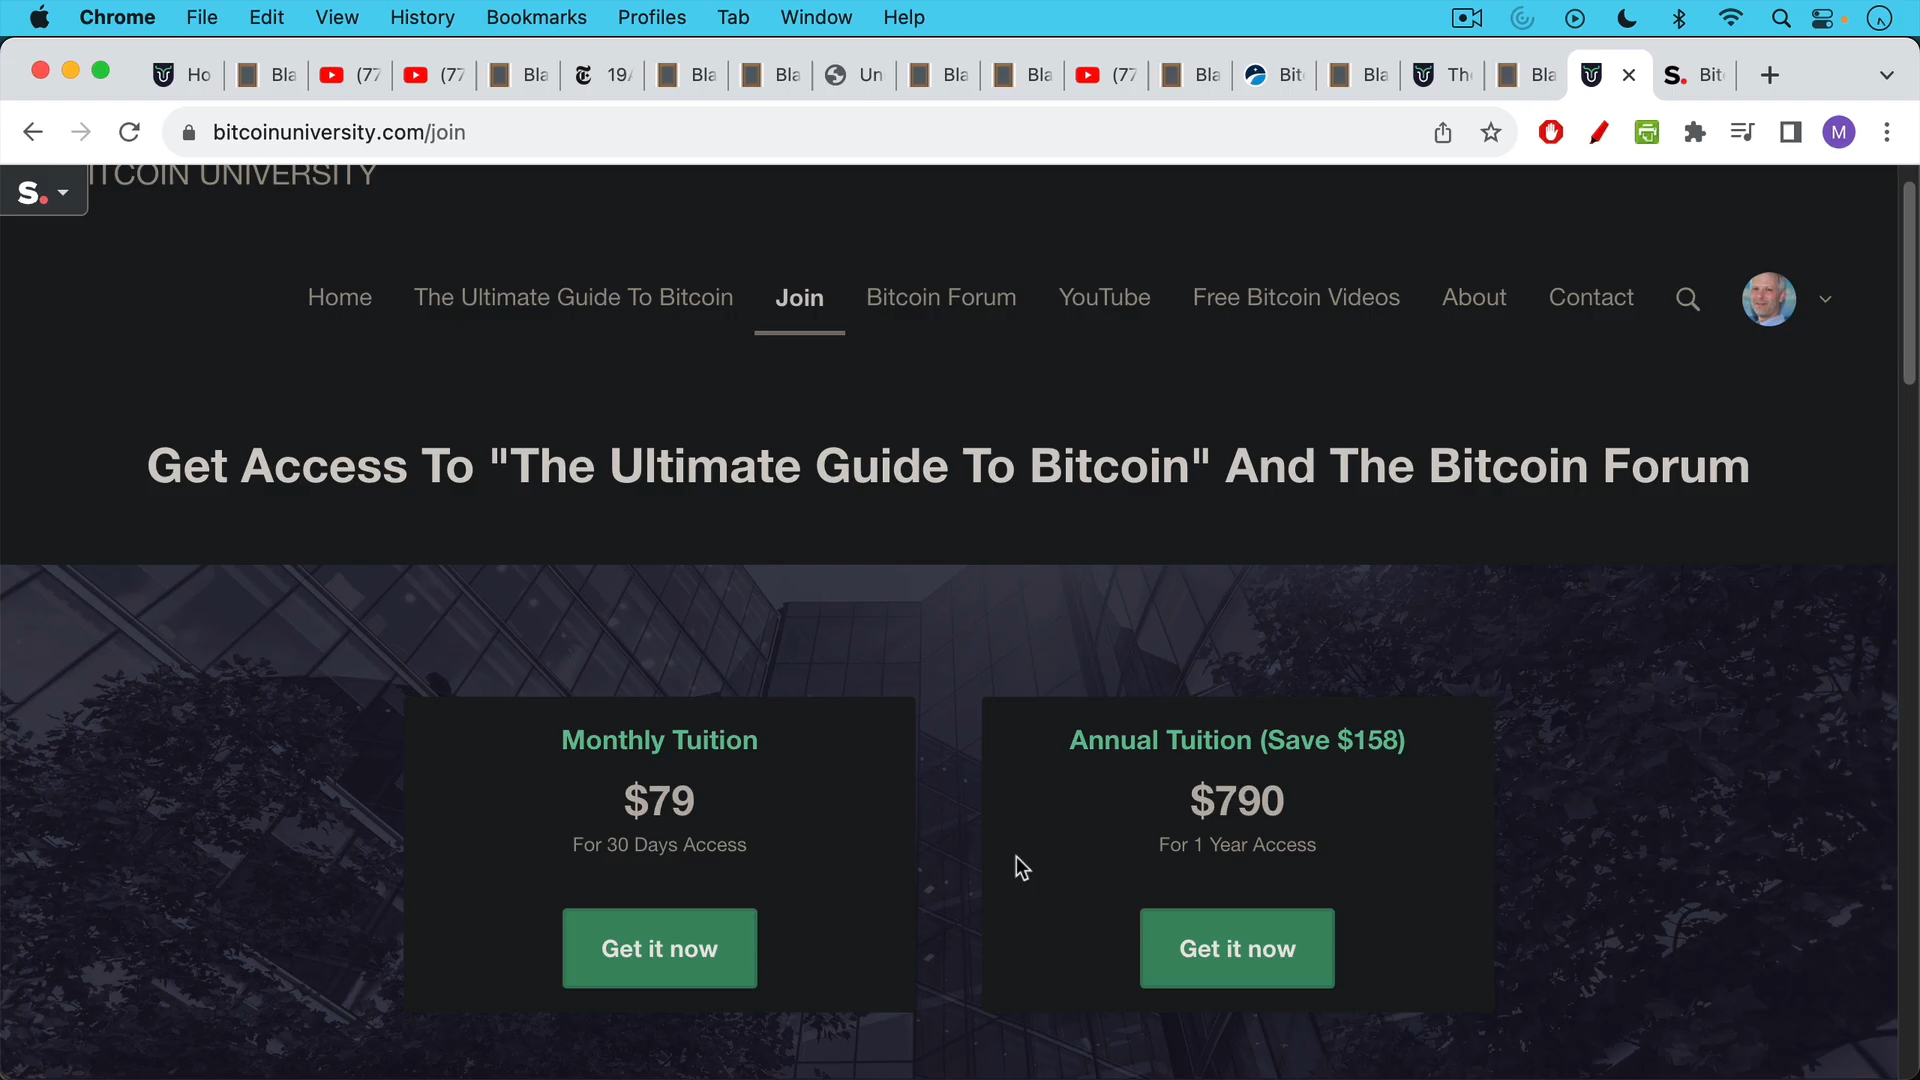 Chrome File Edit View History Bookmarks Profiles Tab Window Help
Ho Bla (77 (77 Bla 19 Bla Bla Un Bla Bla (77 Bla Bit Bla Th Bla S. Bit
bitcoinuniversity.com/join M
S. ITCOIN UNIVERSITY
Home The Ultimate Guide To Bitcoin Join Bitcoin Forum YouTube Free Bitcoin Videos About Contact
Get Access To "The Ultimate Guide To Bitcoin" And The Bitcoin Forum
Monthly Tuition
$79
For 30 Days Access
Get it now
Annual Tuition (Save $158)
$790
For 1 Year Access
Get it now